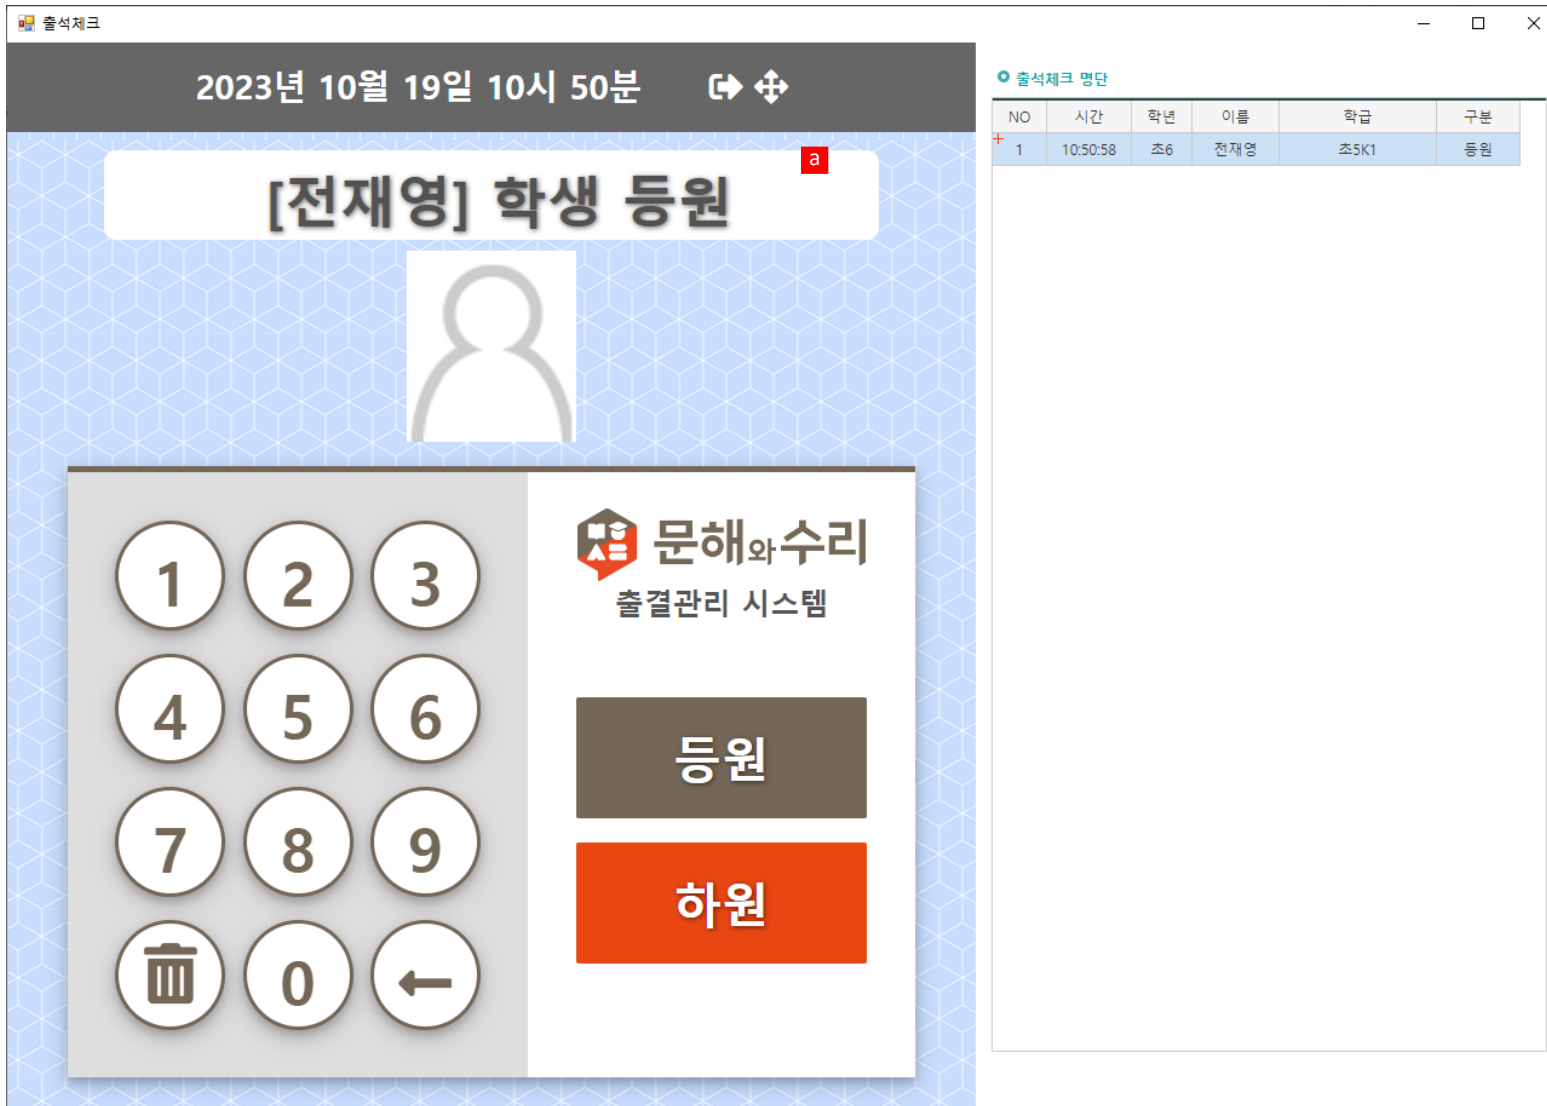 출석체크
2023년 10월 19일 10시 50분
a
[전재영] 학생 등원
1 2 3
4 5 6
7 8 9
0
문해와수리
출결관리 시스템
등원
하원
출석체크 명단
NO 시간 학년 이름 학급 구분
1 10:50:58 초6 전재영 초5K1 등원